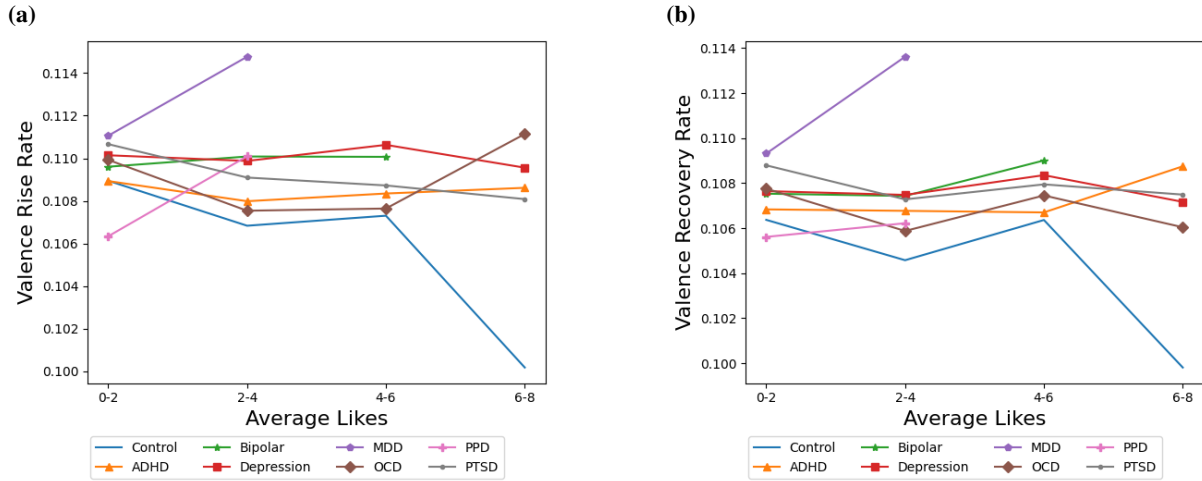 (a)
Valence Rise Rate
0.114
0.112
0.110
0.108
0.106
0.104
0.102
0.100
0-2 2-4 4-6 6-8
Average Likes
Control Bipolar MDD PPD
ADHD Depression OCD PTSD
(b)
Valence Recovery Rate
0.114
0.112
0.110
0.108
0.106
0.104
0.102
0.100
0-2 2-4 4-6 6-8
Average Likes
Control Bipolar MDD PPD
ADHD Depression OCD PTSD